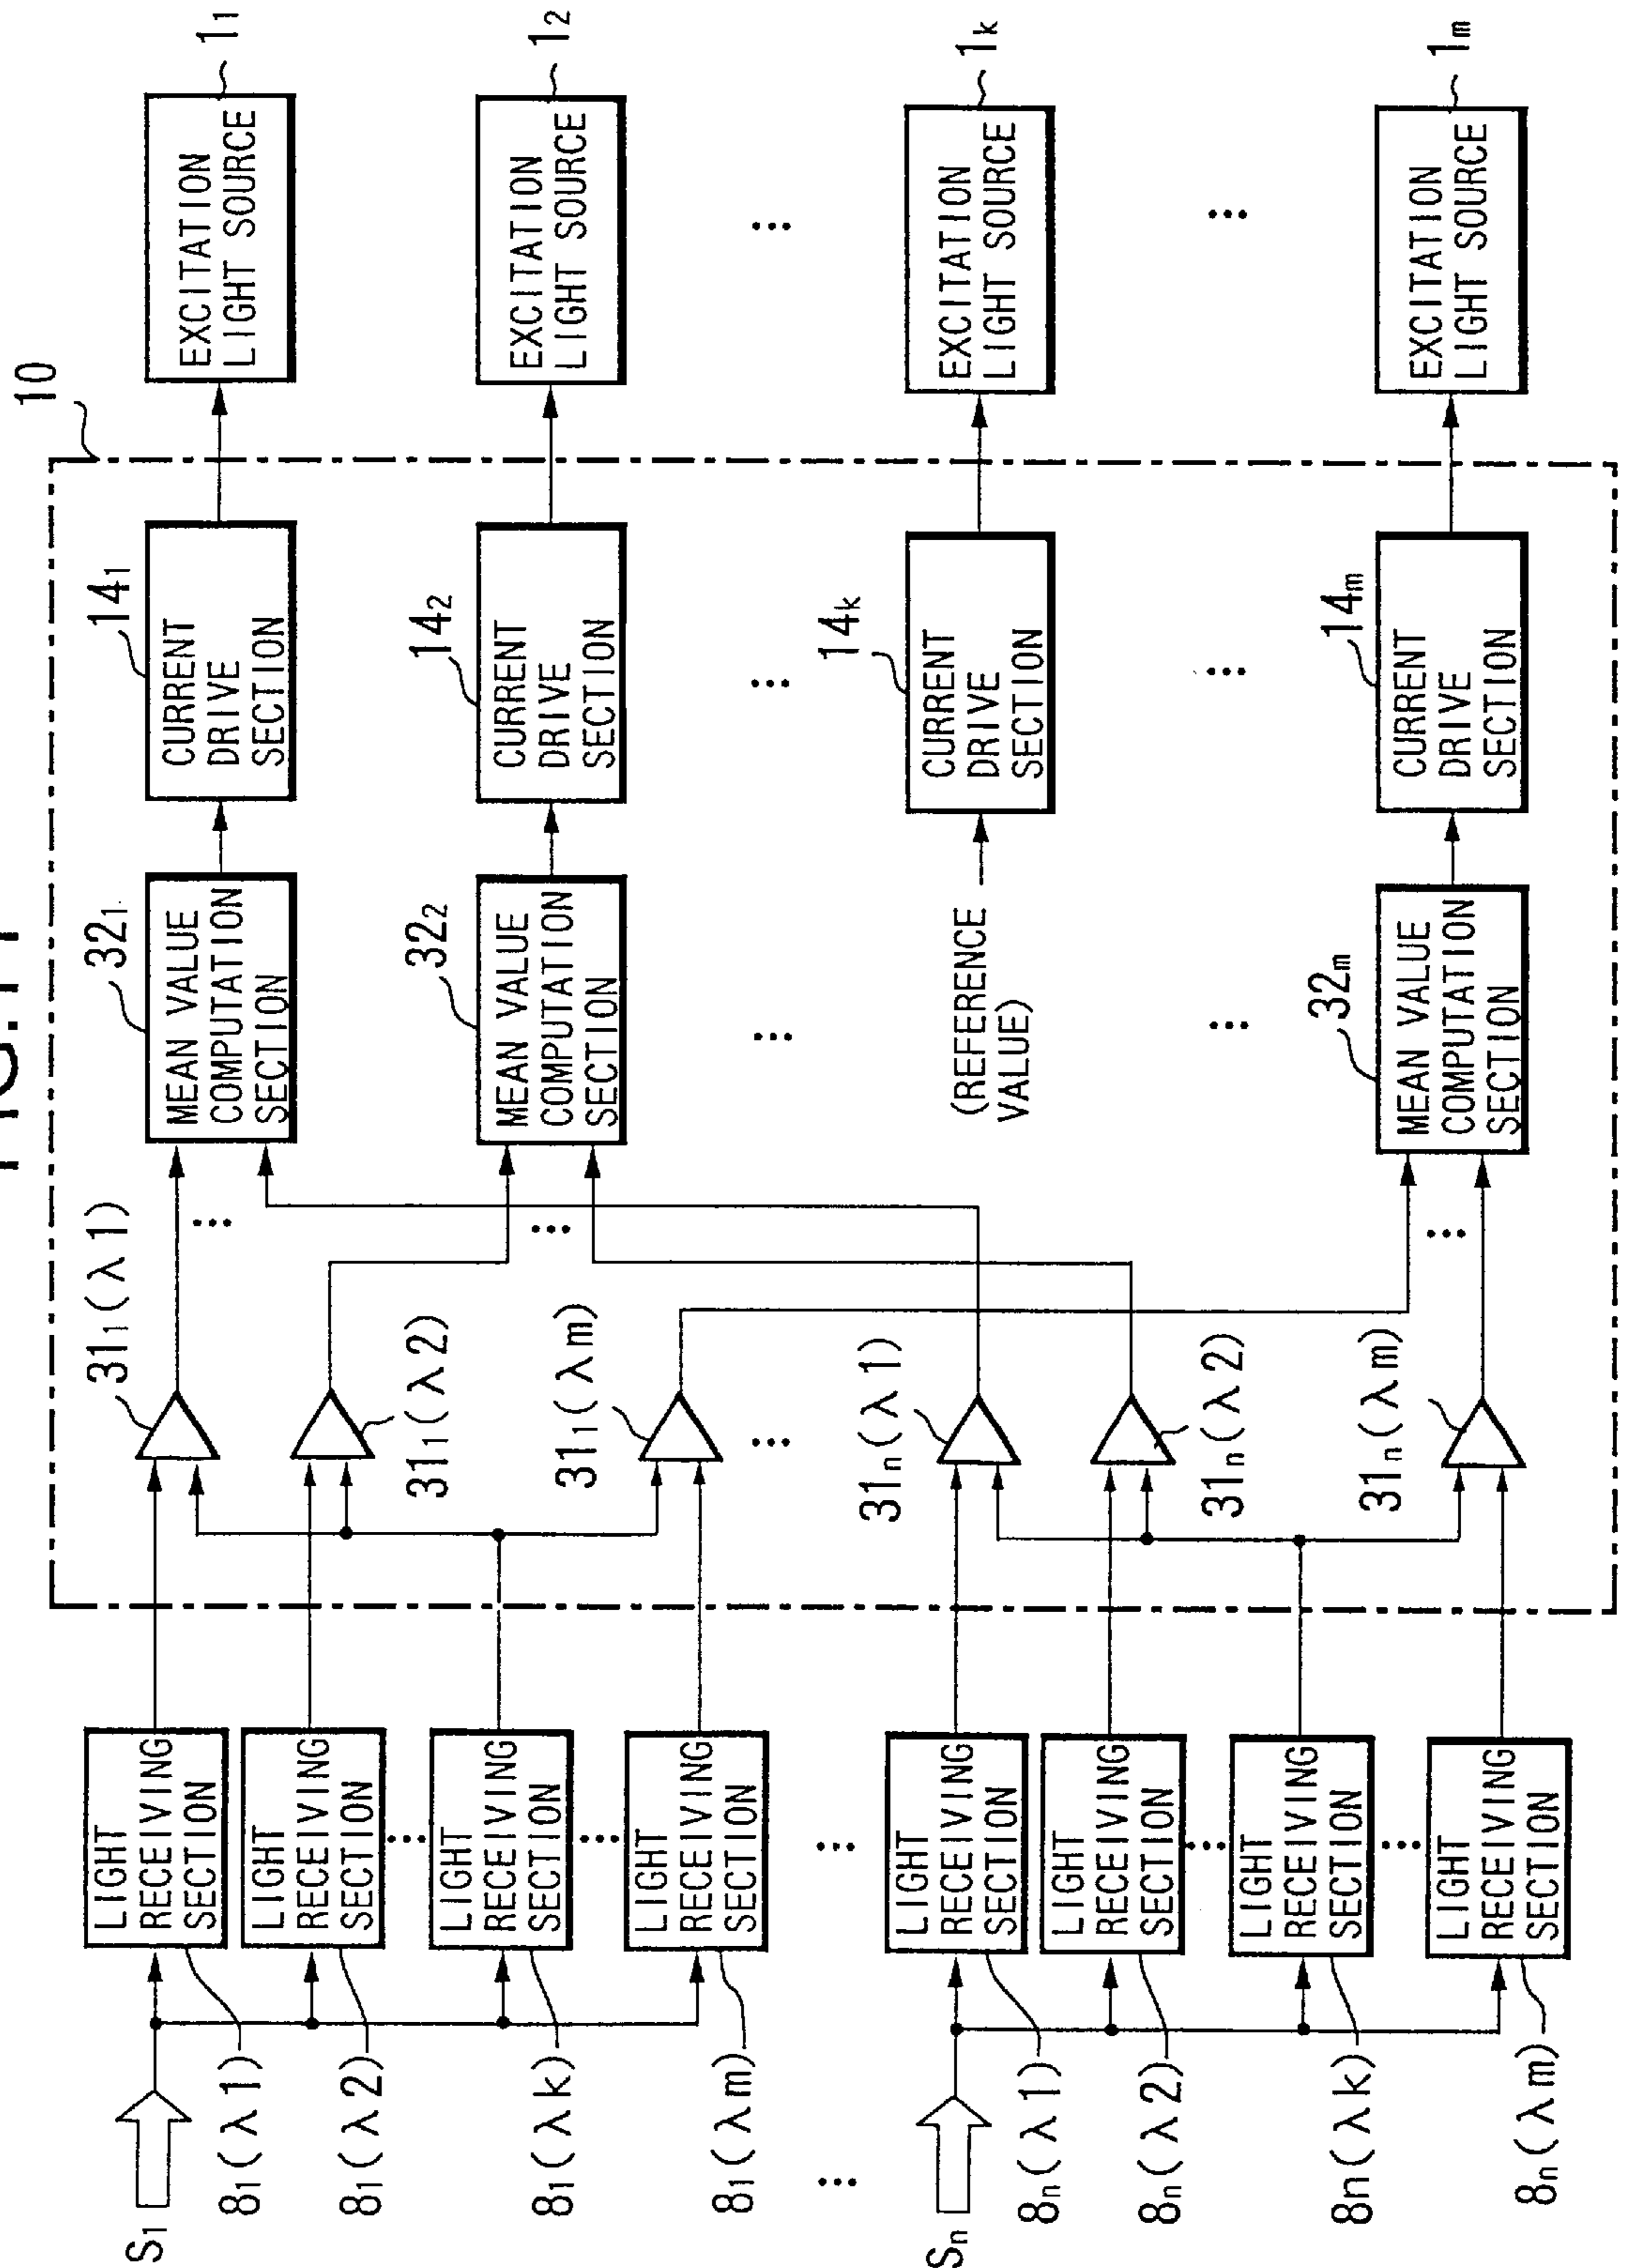 10
S₁
8₁(λ1)
LIGHT
RECEIVING
SECTION
8₁(λ2)
LIGHT
RECEIVING
SECTION
8₁(λk)
LIGHT
RECEIVING
SECTION
8₁(λm)
LIGHT
RECEIVING
SECTION
Sₙ
8ₙ(λ1)
LIGHT
RECEIVING
SECTION
8ₙ(λ2)
LIGHT
RECEIVING
SECTION
8ₙ(λk)
LIGHT
RECEIVING
SECTION
8ₙ(λm)
LIGHT
RECEIVING
SECTION
31₁(λ1)
31₁(λ2)
31₁(λm)
31ₙ(λ1)
31ₙ(λ2)
31ₙ(λm)
32₁
MEAN VALUE
COMPUTATION
SECTION
32₂
MEAN VALUE
COMPUTATION
SECTION
(REFERENCE
VALUE)
32ₘ
MEAN VALUE
COMPUTATION
SECTION
14₁
CURRENT
DRIVE
SECTION
14₂
CURRENT
DRIVE
SECTION
14ₖ
CURRENT
DRIVE
SECTION
14ₘ
CURRENT
DRIVE
SECTION
1₁
EXCITATION
LIGHT SOURCE
1₂
EXCITATION
LIGHT SOURCE
1ₖ
EXCITATION
LIGHT SOURCE
1ₘ
EXCITATION
LIGHT SOURCE